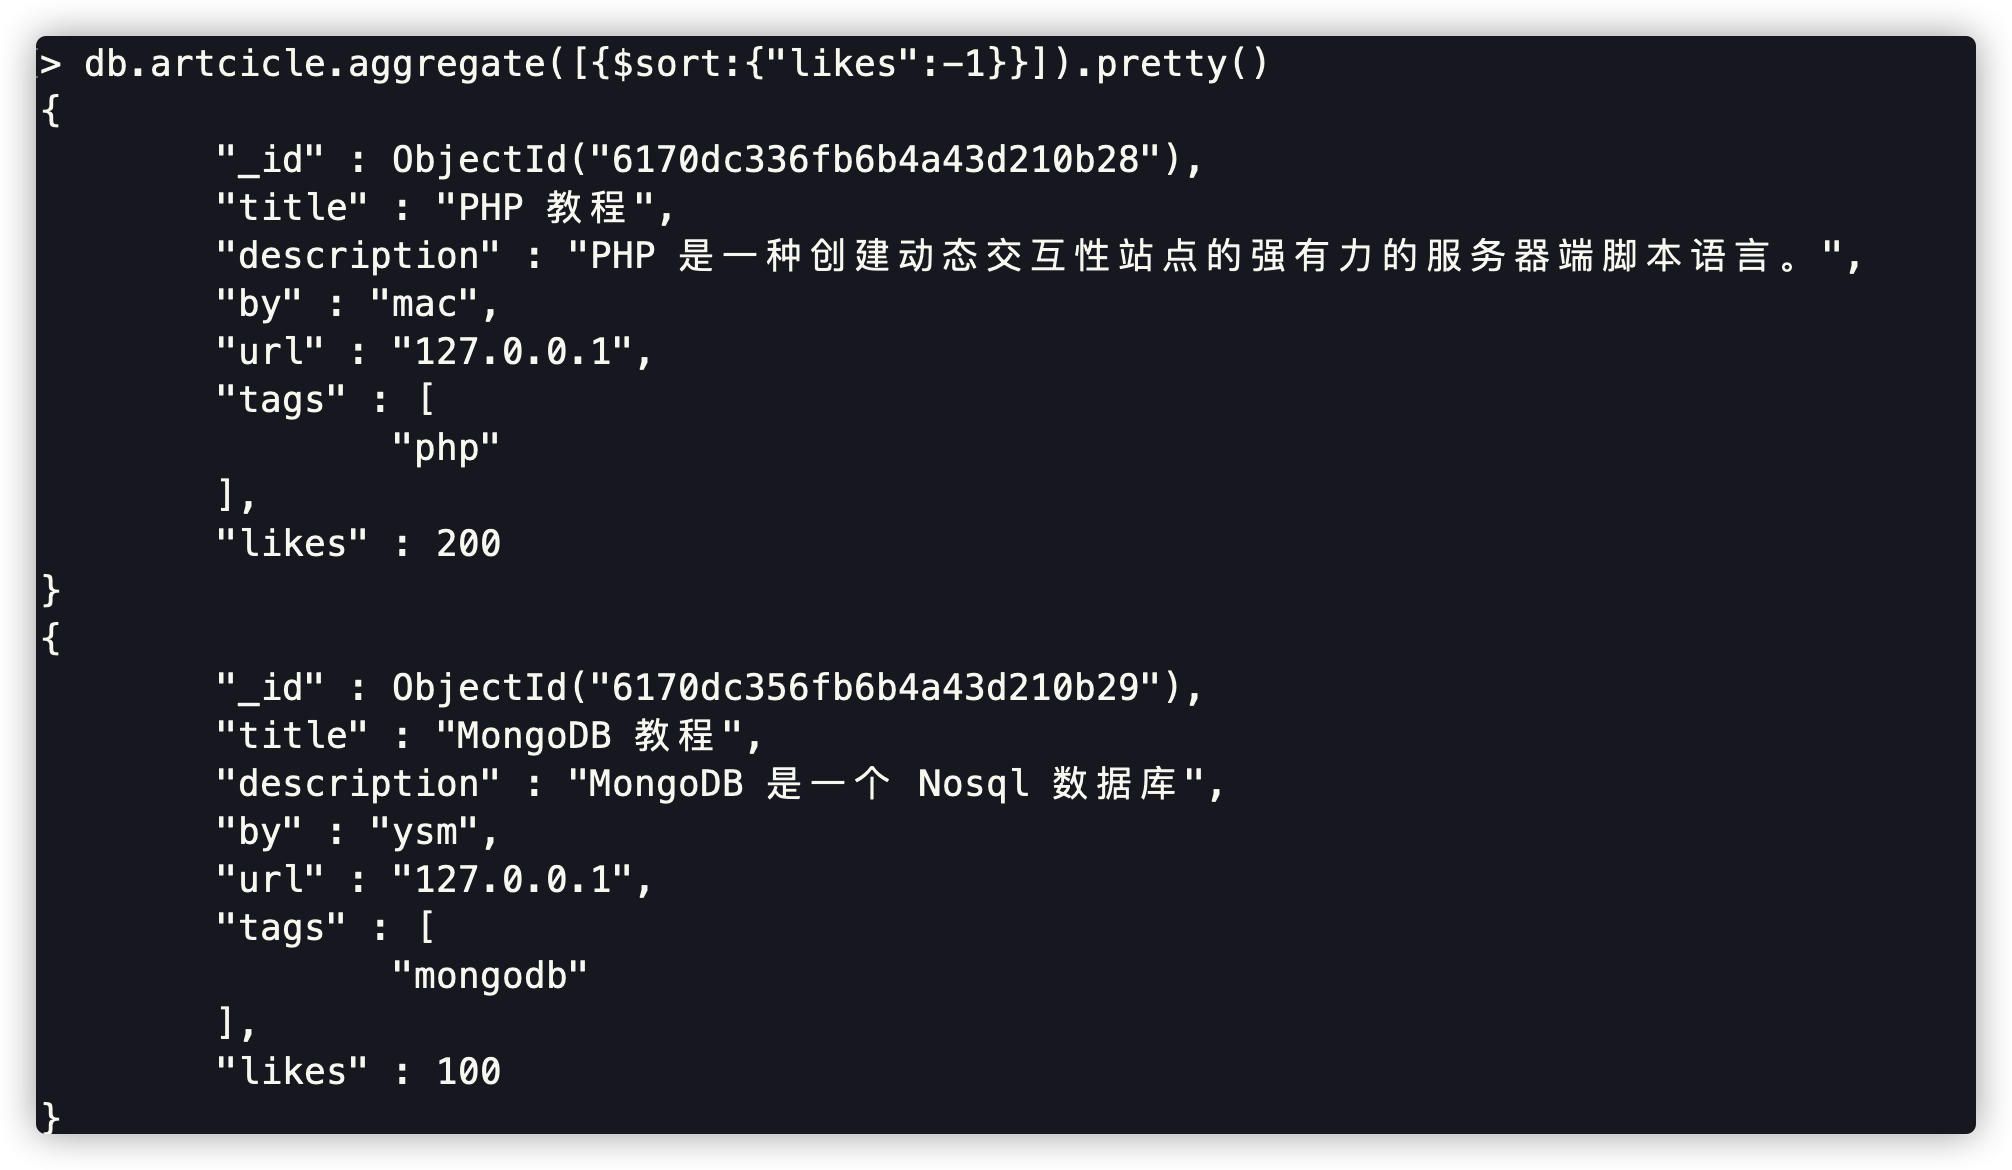 > db.artcicle.aggregate([{$sort:{"likes":-1}}]).pretty()
{
"_id" : ObjectId("6170dc336fb6b4a43d210b28"),
"title" : "PHP 教程",
"description" : "PHP 是一种创建动态交互性站点的强有力的服务器端脚本语言。",
"by" : "mac",
"url" : "127.0.0.1",
"tags" : [
"php"
],
"likes" : 200
}
{
"_id" : ObjectId("6170dc356fb6b4a43d210b29"),
"title" : "MongoDB 教程",
"description" : "MongoDB 是一个 Nosql 数据库",
"by" : "ysm",
"url" : "127.0.0.1",
"tags" : [
"mongodb"
],
"likes" : 100
}